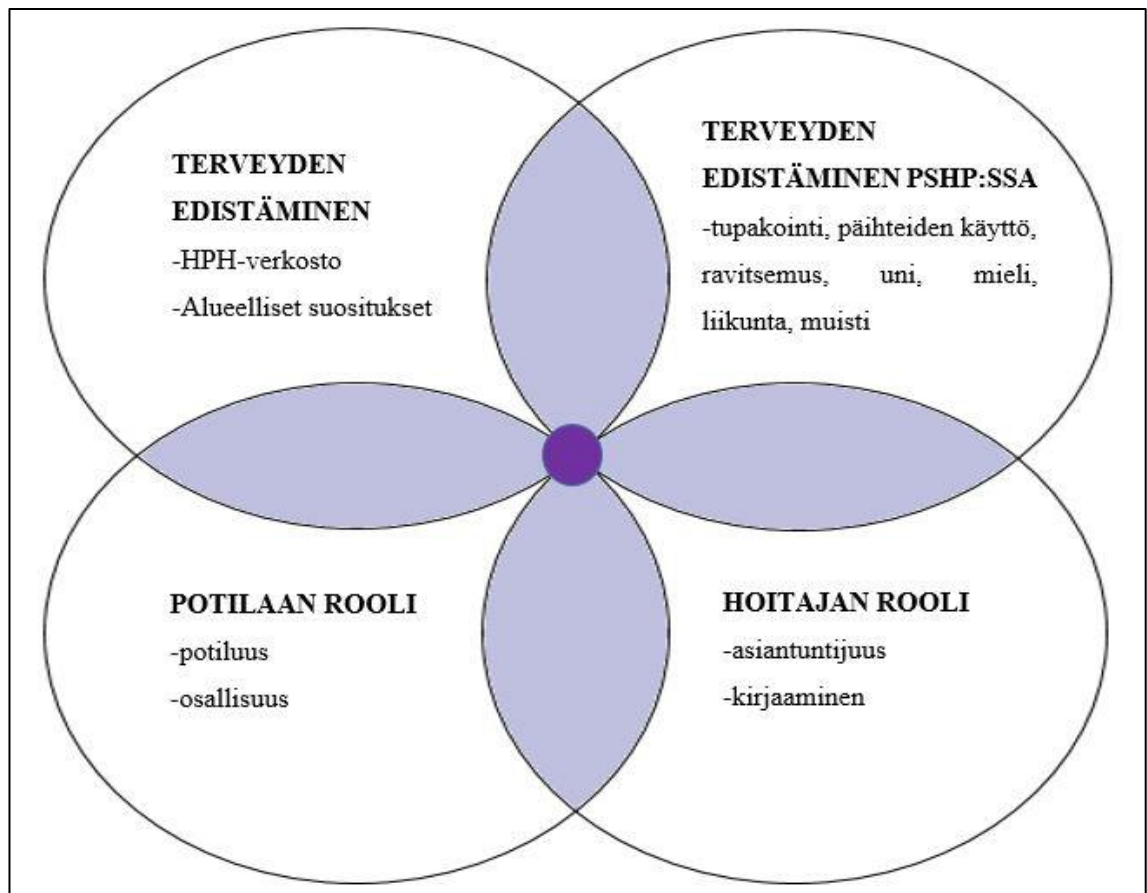 TERVEYDEN
EDISTÄMINEN
-HPH-verkosto
-Alueelliset suositukset
TERVEYDEN
EDISTÄMINEN PSHP:SSA
-tupakointi, päihteiden käyttö,
ravitsemus, uni, mieli,
liikunta, muisti
POTILAAN ROOLI
-potiluus
-osallisuus
HOITAJAN ROOLI
-asiantuntijuus
-kirjaaminen